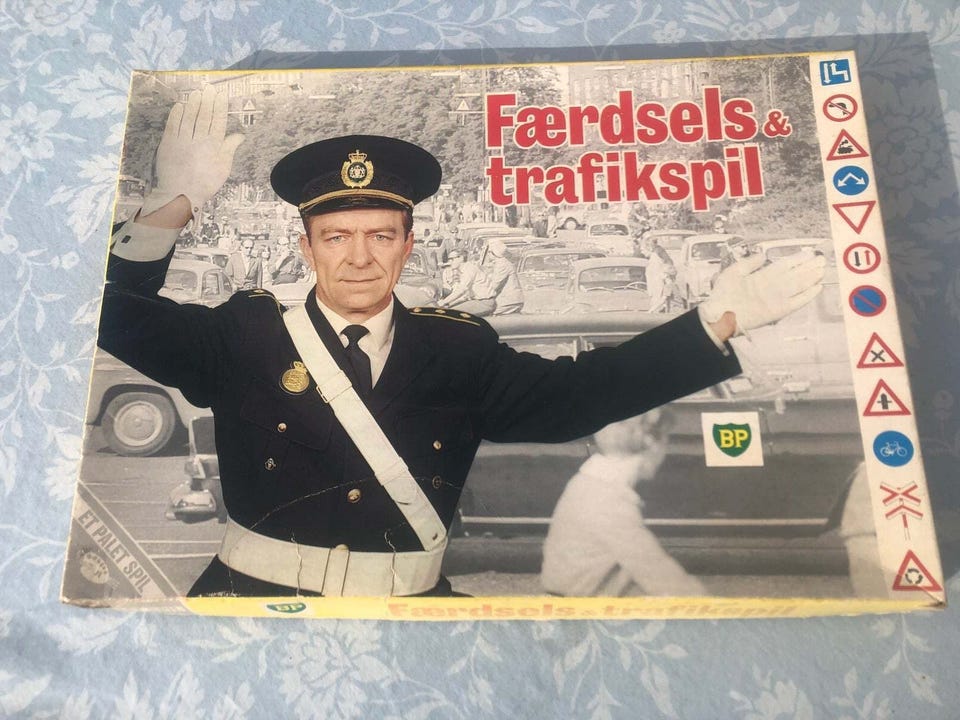 Færdsels &
trafikspil
BP
ET PALET SPIL
BP
Færdsels & trafikspil